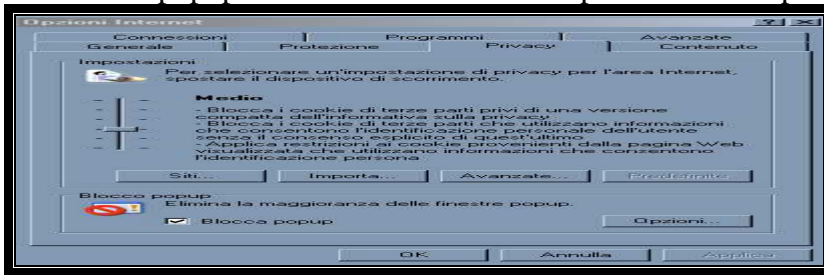 Opzioni Internet
Connessioni Programmi Avanzate
Generale Protezione Privacy Contenuto
Impostazioni
Per selezionare un'impostazione di privacy per l'area Internet,
spostare il dispositivo di scorrimento.
Medio
- Blocca i cookie di terze parti privi di una versione
compatta dell'informativa sulla privacy
- Blocca i cookie di terze parti che utilizzano informazioni
che consentono l'identificazione personale dell'utente
senza il consenso esplicito di quest'ultimo
- Applica restrizioni ai cookie provenienti dalla pagina Web
visualizzata che utilizzano informazioni che consentono
l'identificazione persona
Siti... Importa... Avanzate... Predefinite
Blocco popup
Elimina la maggioranza delle finestre popup.
Blocca popup Opzioni...
OK Annulla Applica